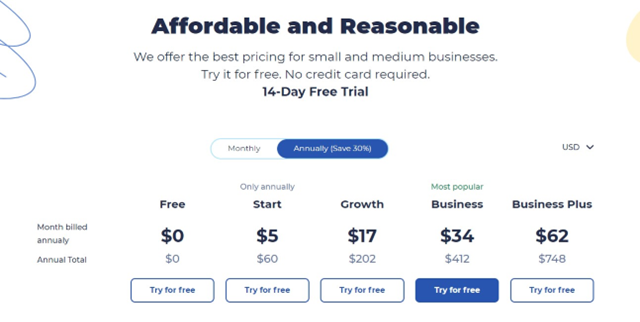 Affordable and Reasonable
We offer the best pricing for small and medium businesses.
Try it for free. No credit card required.
14-Day Free Trial
Monthly
Annually (Save 30%)
USD
Only annually
Most popular
Free Start Growth Business Business Plus
Month billed
annualy
$0 $5 $17 $34 $62
Annual Total $0 $60 $202 $412 $748
Try for free Try for free Try for free Try for free Try for free